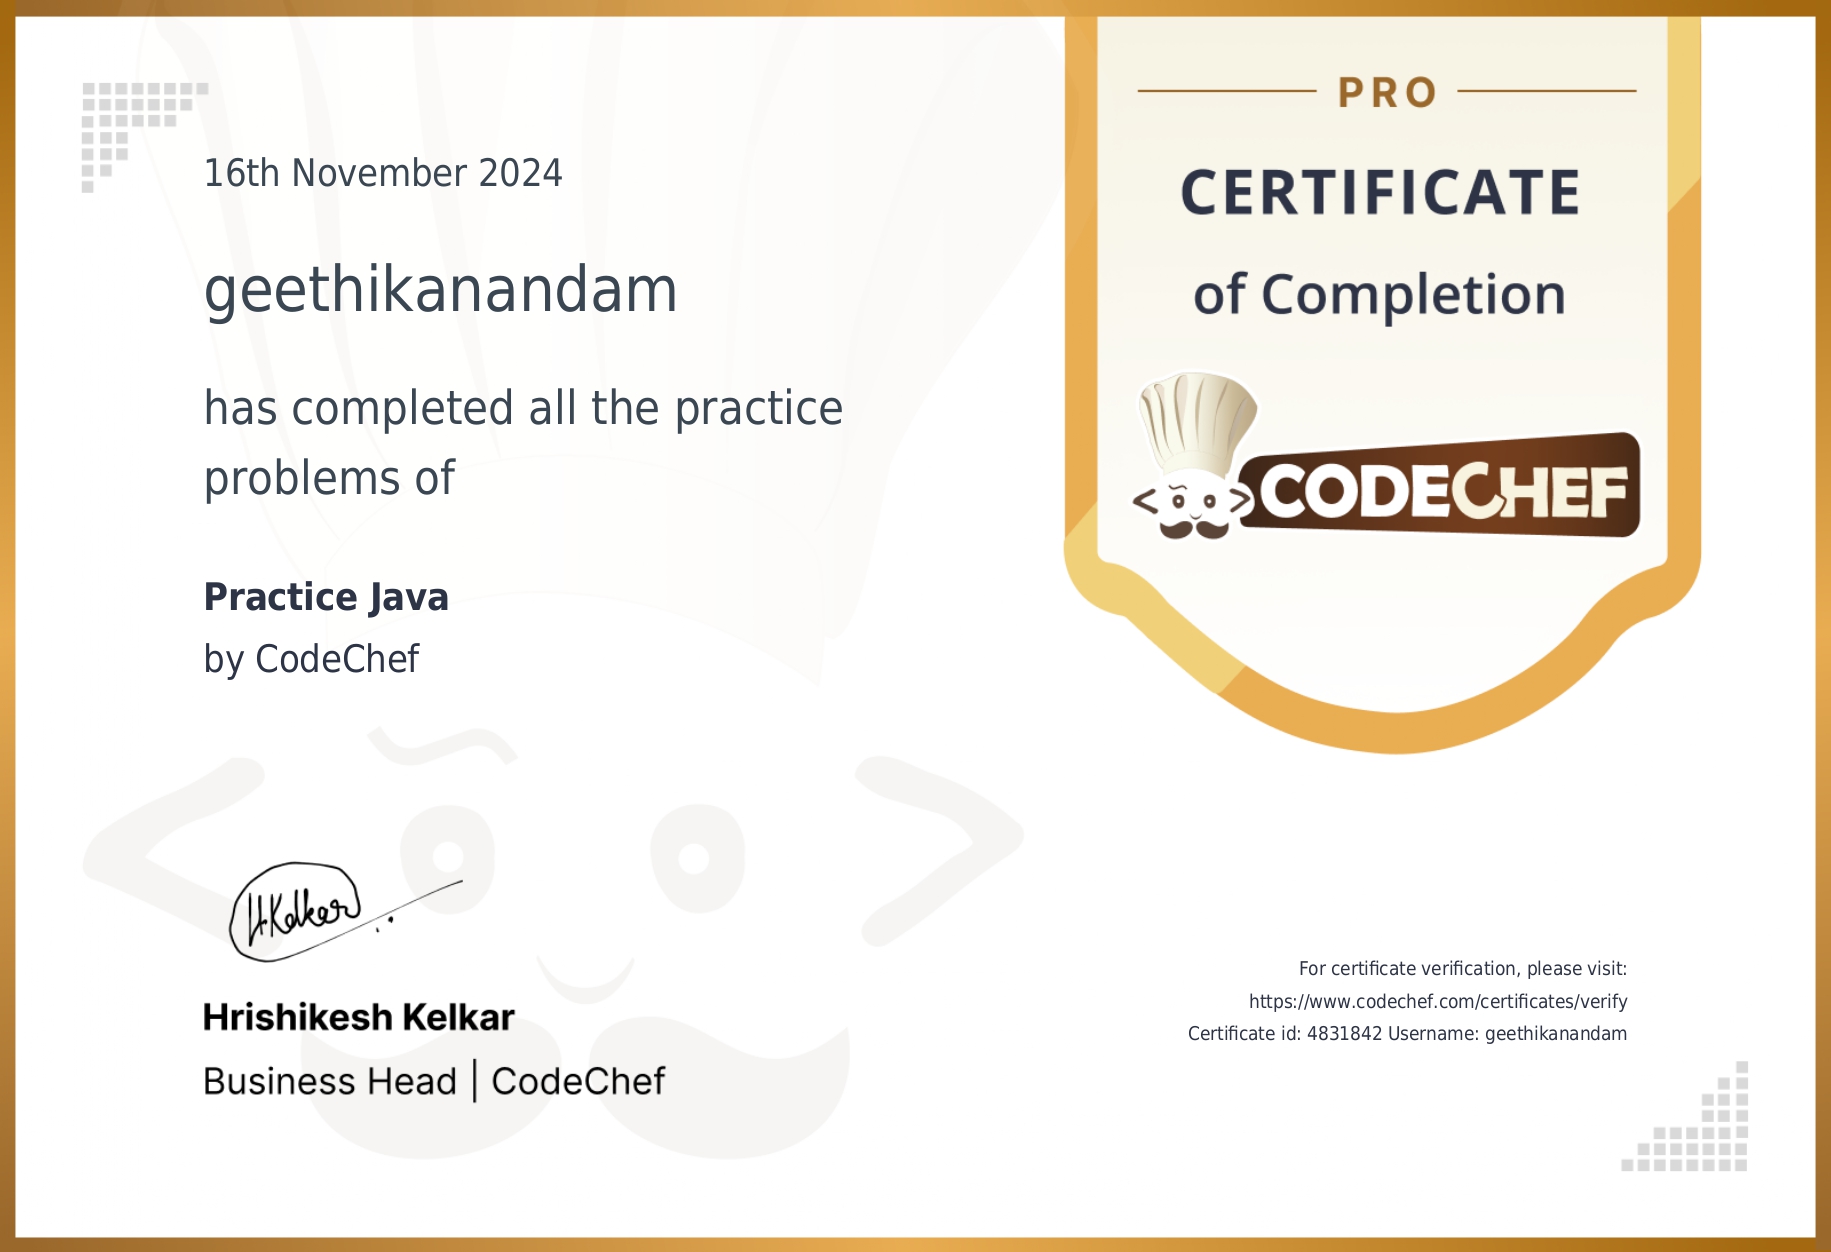 16th November 2024
geethikanandam
has completed all the practice
problems of
Practice Java
by CodeChef
H.Kelkar
Hrishikesh Kelkar
Business Head | CodeChef
PRO
CERTIFICATE
of Completion
CODECHEF
For certificate verification, please visit:
https://www.codechef.com/certificates/verify
Certificate id: 4831842 Username: geethikanandam